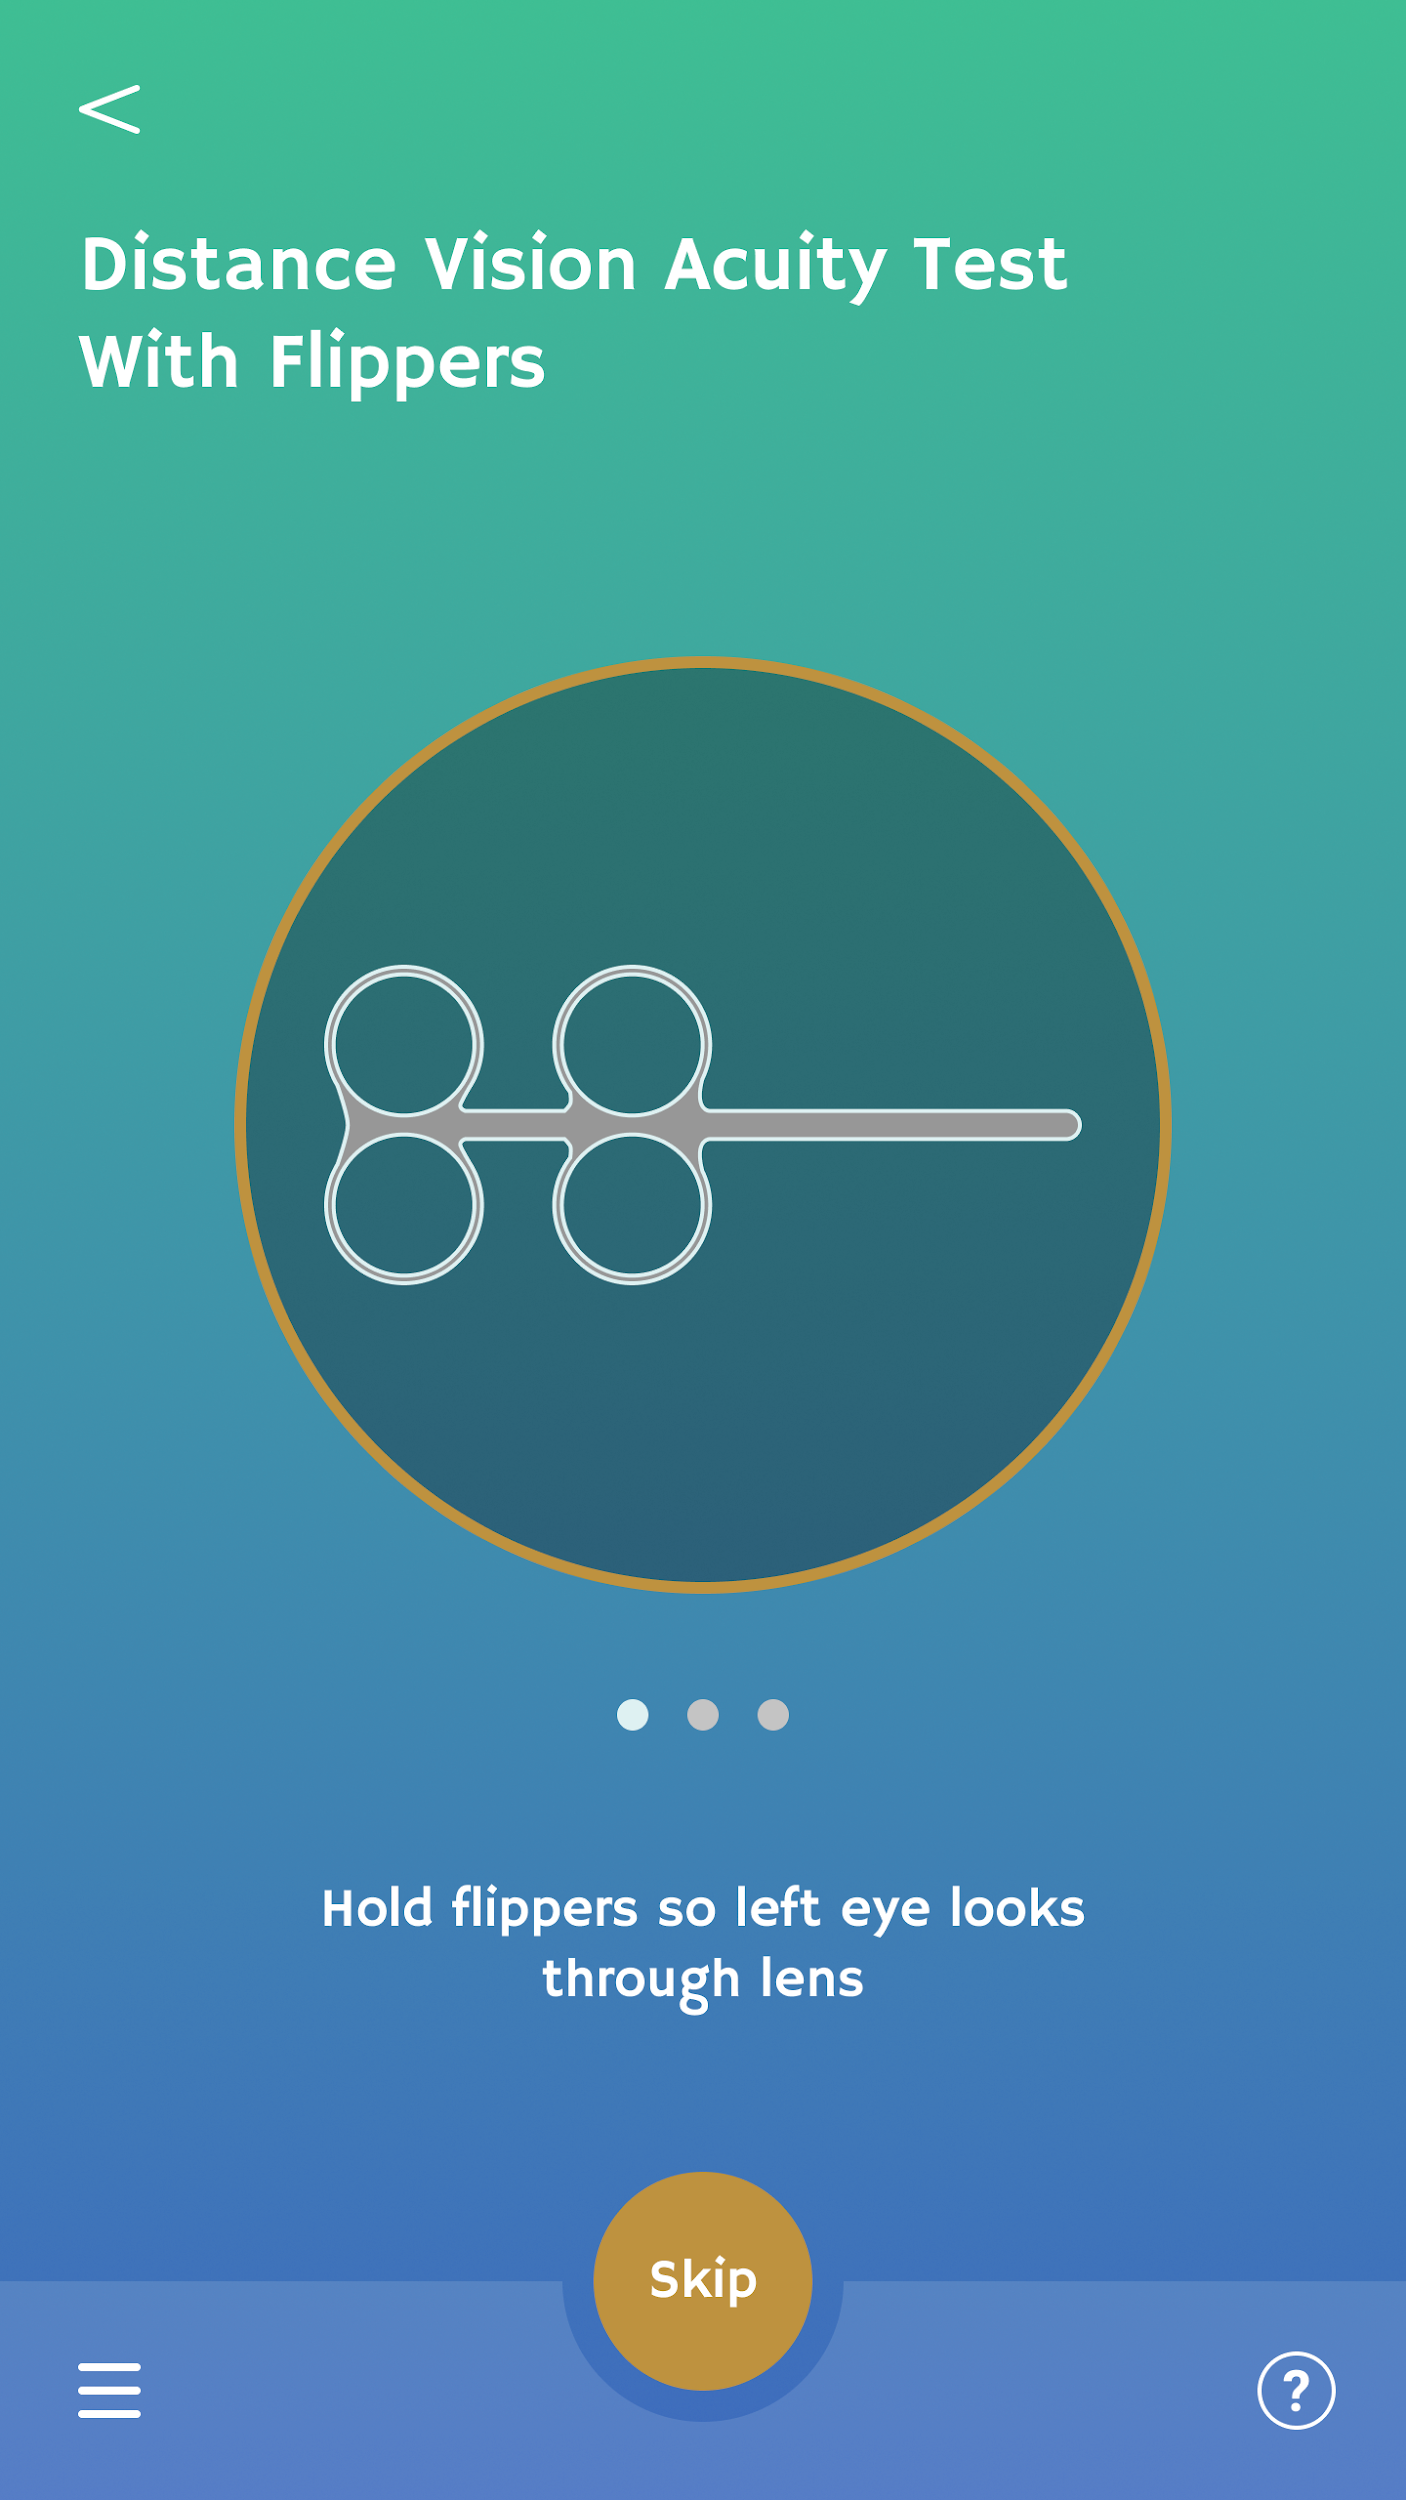 <
Distance Vision Acuity Test
With Flippers
Hold flippers so left eye looks
through lens
Skip
?